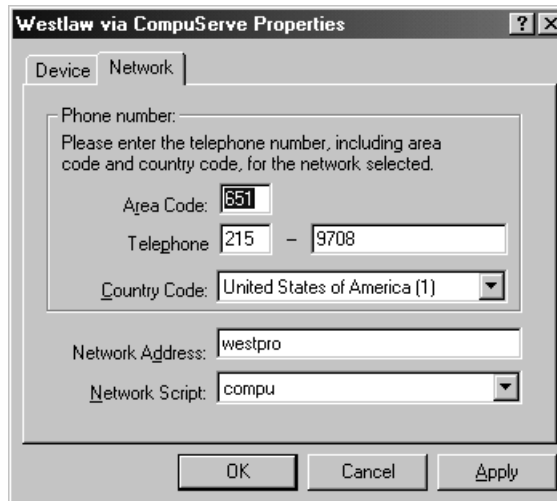 Westlaw via CompuServe Properties ? X
Device Network
Phone number:
Please enter the telephone number, including area
code and country code, for the network selected.
Area Code: 651
Telephone 215 – 9708
Country Code: United States of America (1)
Network Address: westpro
Network Script: compu
OK Cancel Apply